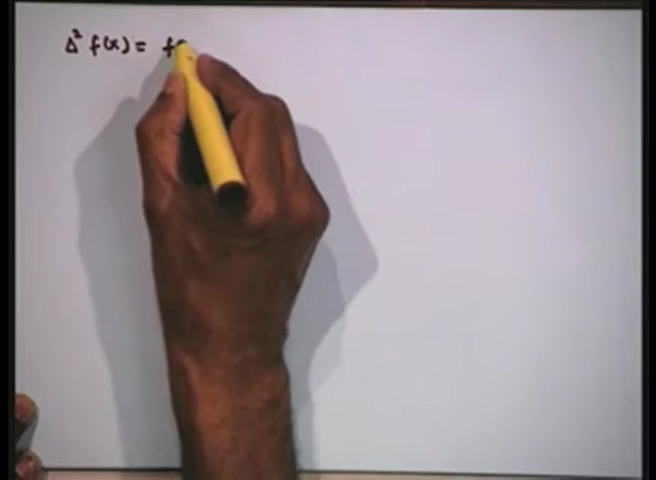 Δ² f(x) = f(